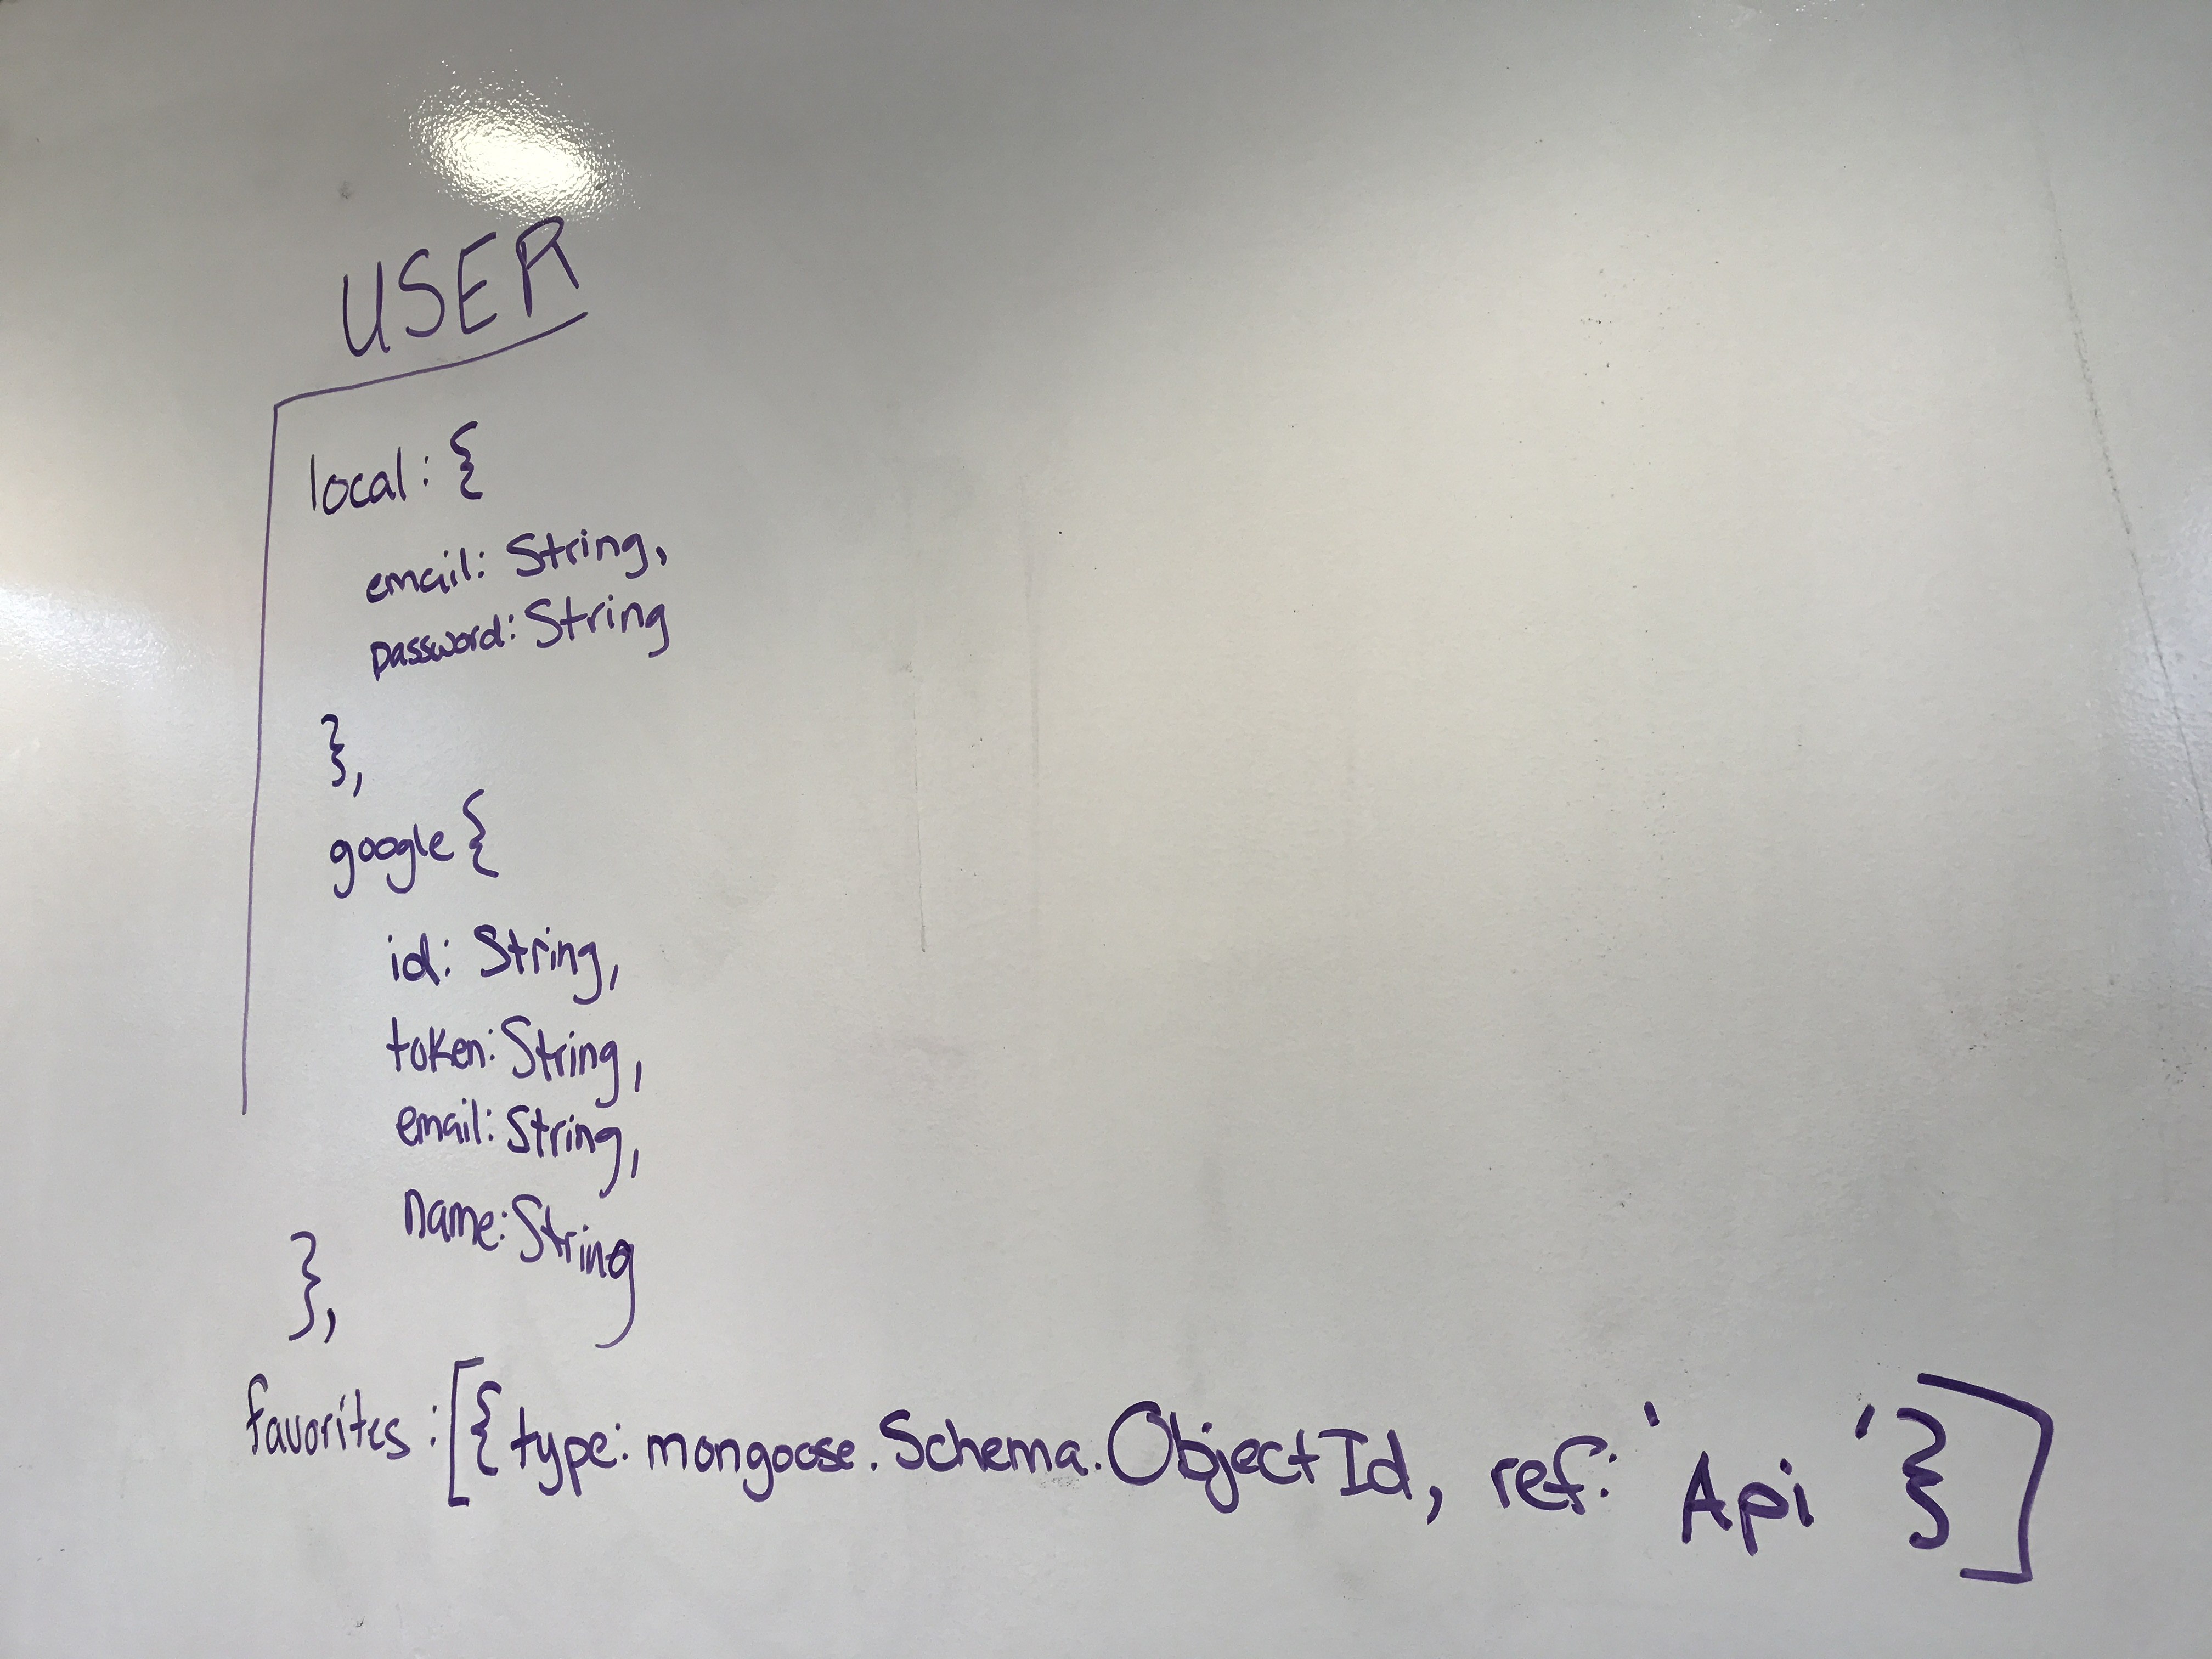 USER
local: {
email: String,
password: String
},
google {
id: String,
token: String,
email: String,
name: String
},
favorites: [{type: mongoose.Schema.ObjectId, ref: 'Api'}]